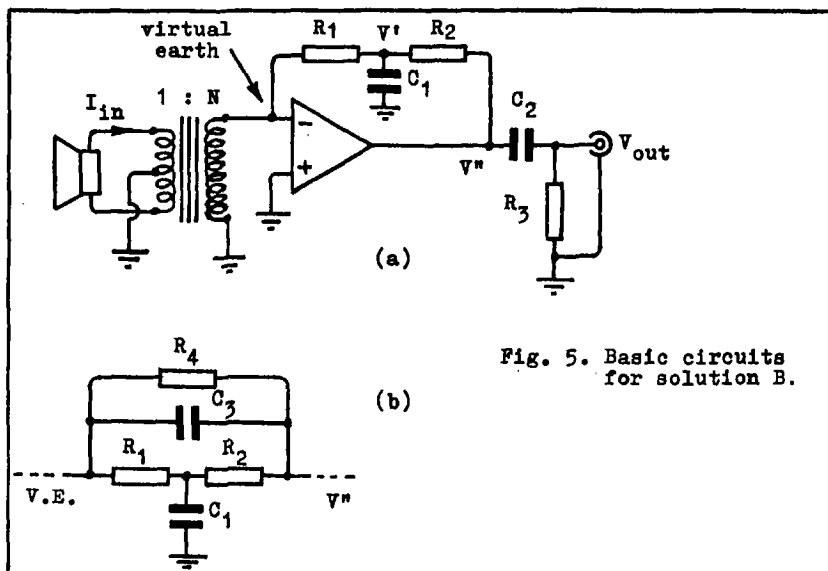 virtual
earth
R1 V' R2
C1
Iin 1 : N
C2
-
+
V" Vout
R3
(a)
R4
C3
(b)
Fig. 5. Basic circuits
for solution B.
R1 R2
V.E. V"
C1